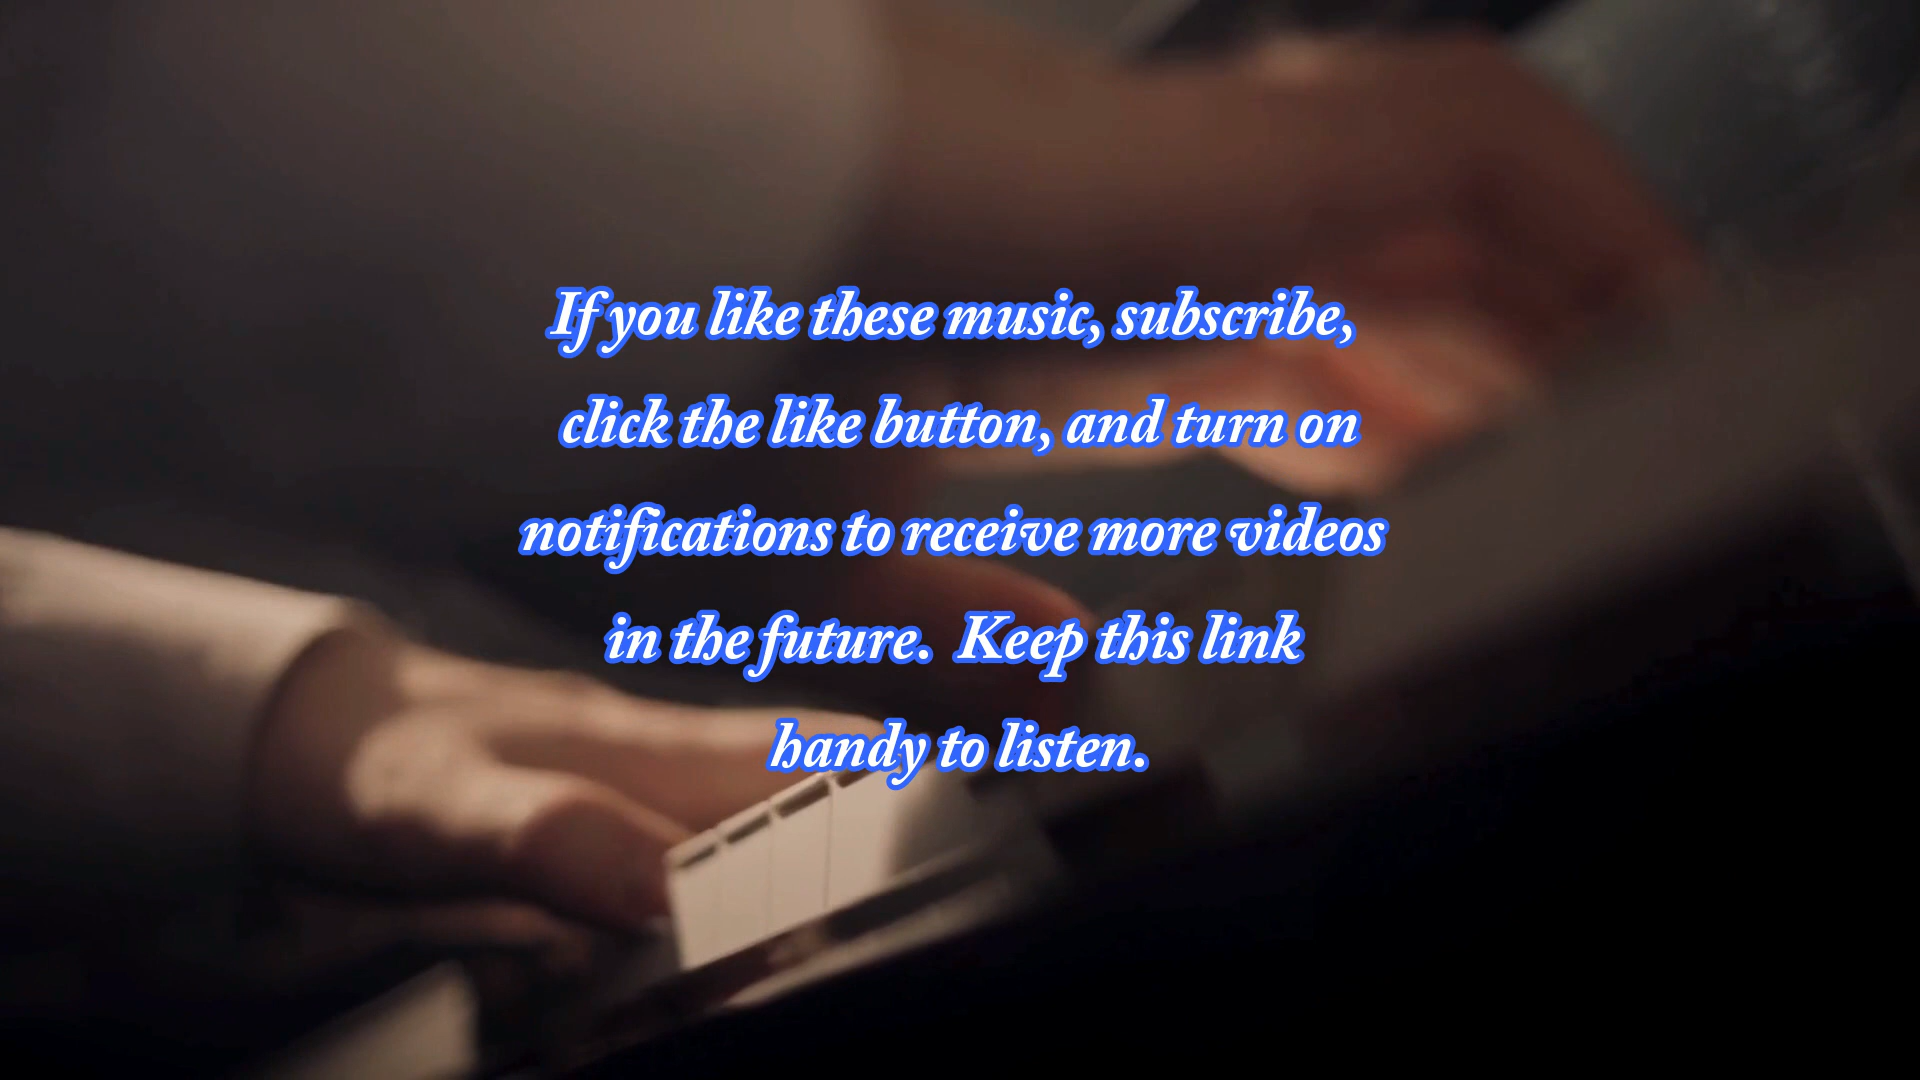 If you like these music, subscribe,
click the like button, and turn on
notifications to receive more videos
in the future.  Keep this link
handy to listen.